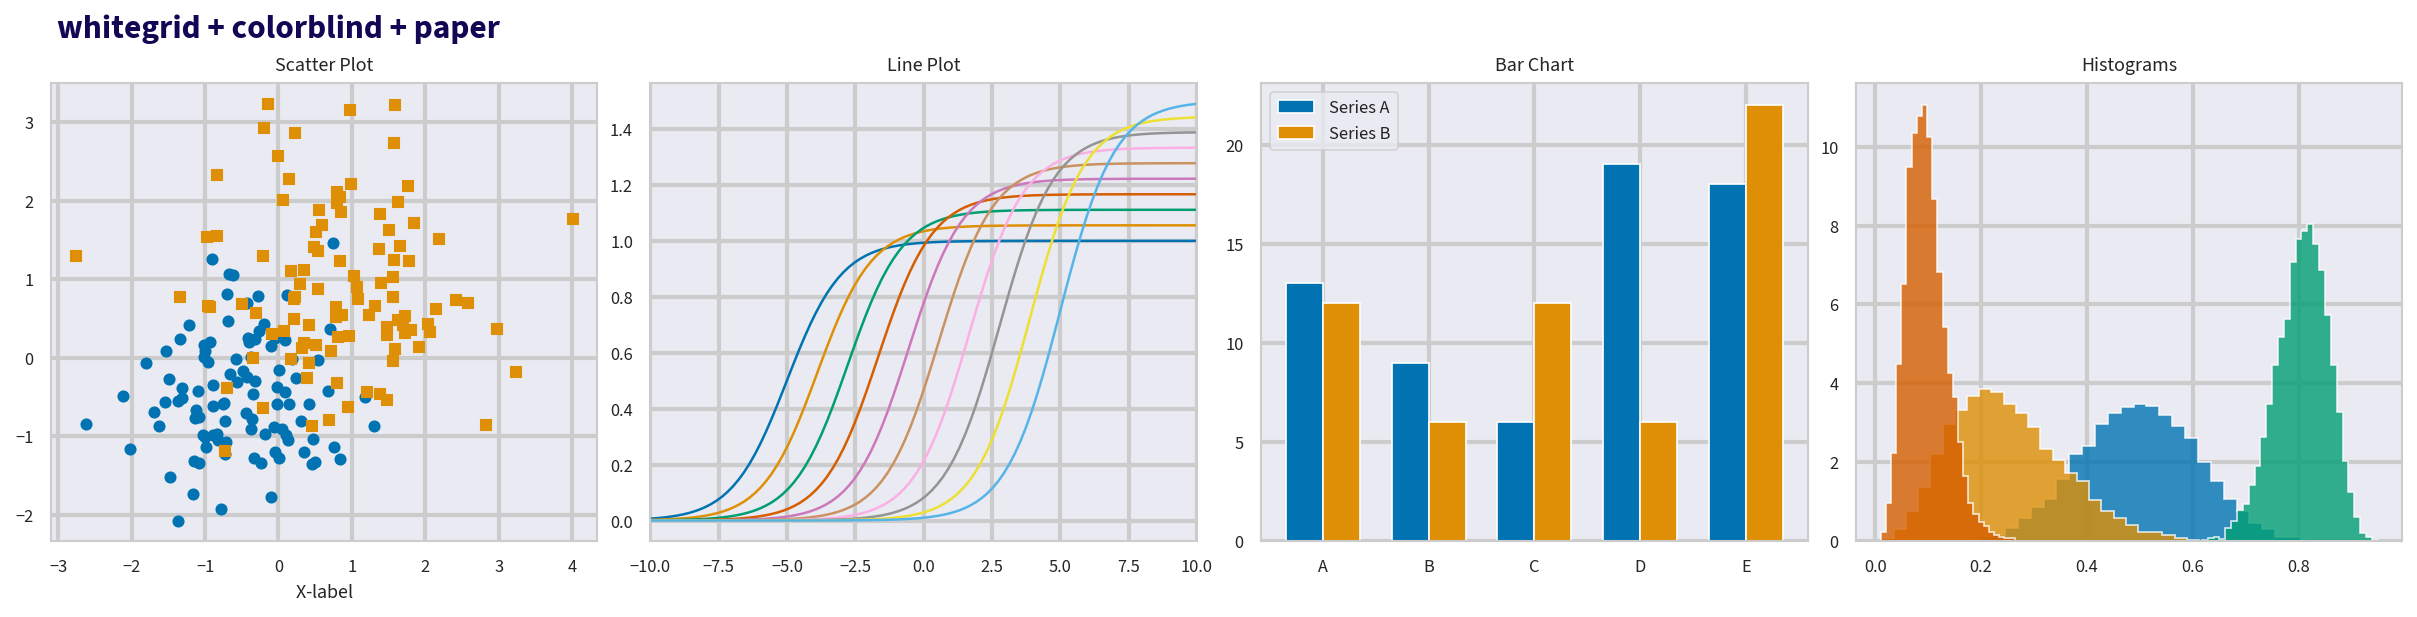 whitegrid + colorblind + paper
Scatter Plot
3
2
1
0
−1
−2
−3 −2 −1 0 1 2 3 4
X-label
Line Plot
1.4
1.2
1.0
0.8
0.6
0.4
0.2
0.0
−10.0 −7.5 −5.0 −2.5 0.0 2.5 5.0 7.5 10.0
Bar Chart
Series A
Series B
20
15
10
5
0
A B C D E
Histograms
10
8
6
4
2
0
0.0 0.2 0.4 0.6 0.8